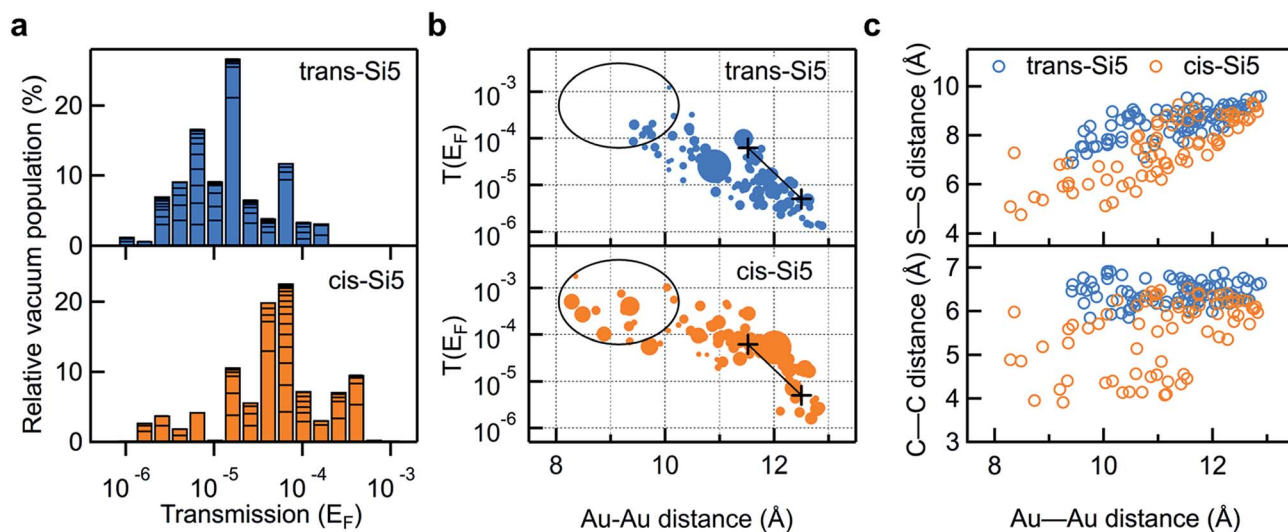 a
Relative vacuum population (%)
20
10
0
trans-Si5
20
10
0
cis-Si5
10⁻⁶
10⁻⁵
10⁻⁴
10⁻³
Transmission (E_F)
b
T(E_F)
10⁻³
10⁻⁴
10⁻⁵
10⁻⁶
trans-Si5
T(E_F)
10⁻³
10⁻⁴
10⁻⁵
10⁻⁶
cis-Si5
8
10
12
Au-Au distance (Å)
c
S—S distance (Å)
10
8
6
4
trans-Si5
cis-Si5
C—C distance (Å)
7
6
5
4
3
8
10
12
Au—Au distance (Å)